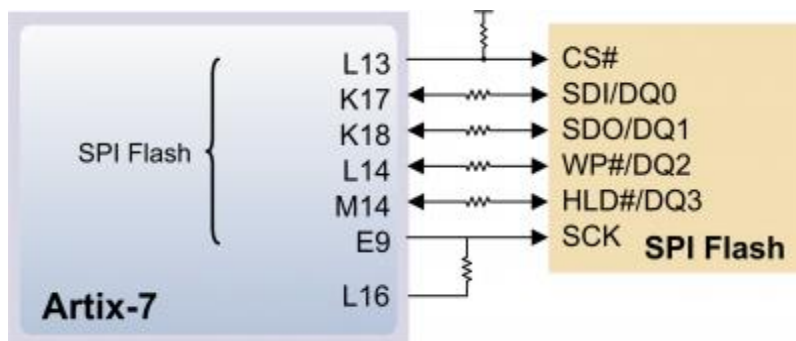 L13 CS#
K17 SDI/DQ0
K18 SDO/DQ1
SPI Flash L14 WP#/DQ2
M14 HLD#/DQ3
E9 SCK SPI Flash
Artix-7 L16